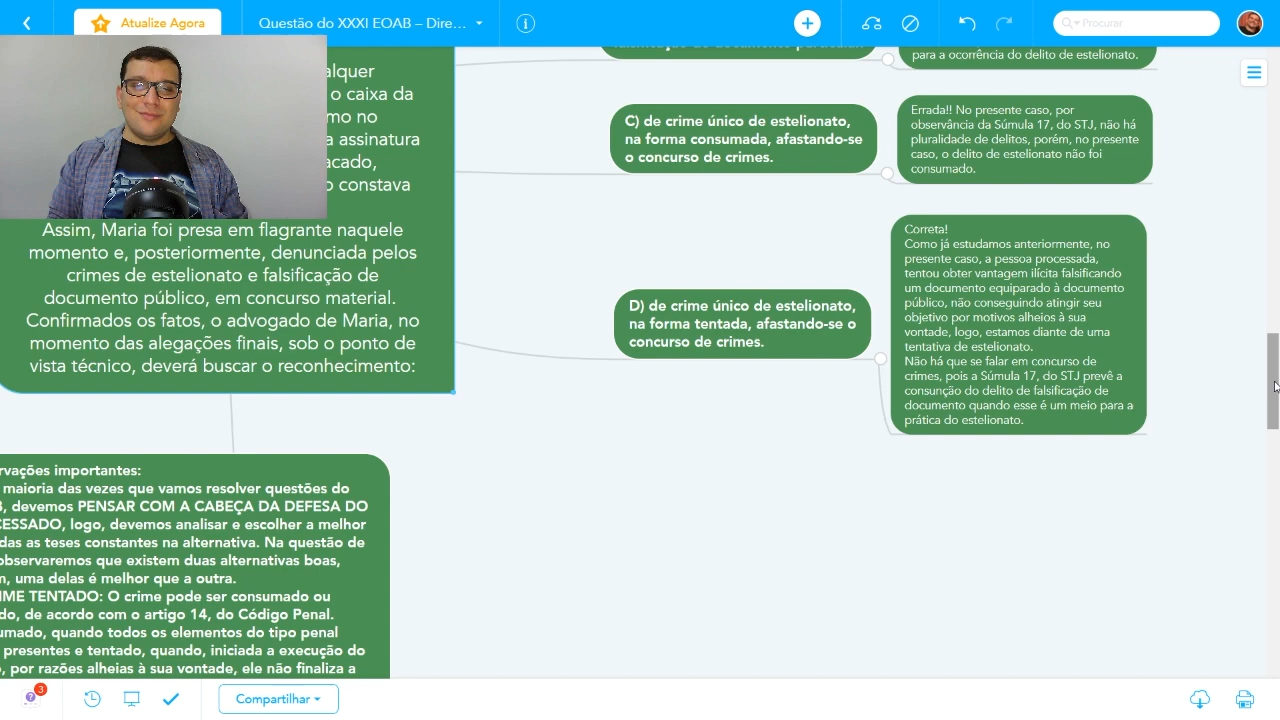 Atualize Agora
Questão do XXXI EOAB – Dire...
Procurar
alquer
o caixa da
mo no
a assinatura
acado,
o constava
Assim, Maria foi presa em flagrante naquele
momento e, posteriormente, denunciada pelos
crimes de estelionato e falsificação de
documento público, em concurso material.
Confirmados os fatos, o advogado de Maria, no
momento das alegações finais, sob o ponto de
vista técnico, deverá buscar o reconhecimento:
para a ocorrência do delito de estelionato.
C) de crime único de estelionato,
na forma consumada, afastando-se
o concurso de crimes.
Errada!! No presente caso, por
observância da Súmula 17, do STJ, não há
pluralidade de delitos, porém, no presente
caso, o delito de estelionato não foi
consumado.
D) de crime único de estelionato,
na forma tentada, afastando-se o
concurso de crimes.
Correta!
Como já estudamos anteriormente, no
presente caso, a pessoa processada,
tentou obter vantagem ilícita falsificando
um documento equiparado à documento
público, não conseguindo atingir seu
objetivo por motivos alheios à sua
vontade, logo, estamos diante de uma
tentativa de estelionato.
Não há que se falar em concurso de
crimes, pois a Súmula 17, do STJ prevê a
consunção do delito de falsificação de
documento quando esse é um meio para a
prática do estelionato.
rvações importantes:
maioria das vezes que vamos resolver questões do
B, devemos PENSAR COM A CABEÇA DA DEFESA DO
CESSADO, logo, devemos analisar e escolher a melhor
das as teses constantes na alternativa. Na questão de
observaremos que existem duas alternativas boas,
m, uma delas é melhor que a outra.
IME TENTADO: O crime pode ser consumado ou
do, de acordo com o artigo 14, do Código Penal.
umado, quando todos os elementos do tipo penal
presentes e tentado, quando, iniciada a execução do
, por razões alheias à sua vontade, ele não finaliza a
3
Compartilhar